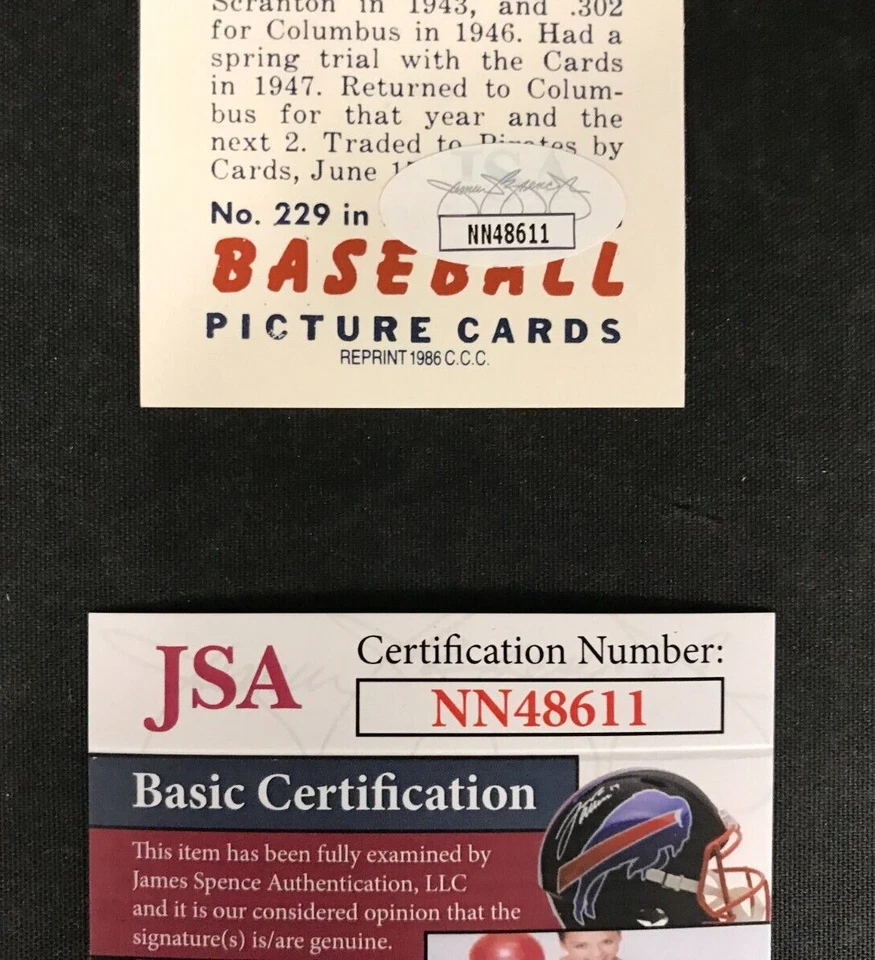 Scranton in 1943, and .302
for Columbus in 1946. Had a
spring trial with the Cards
in 1947. Returned to Colum-
bus for that year and the
next 2. Traded to Pirates by
Cards, June
No. 229 in
JSA
NN48611
BASEBALL
PICTURE CARDS
REPRINT 1986 C.C.C.
JSA
Certification Number:
NN48611
Basic Certification
This item has been fully examined by
James Spence Authentication, LLC
and it is our considered opinion that the
signature(s) is/are genuine.